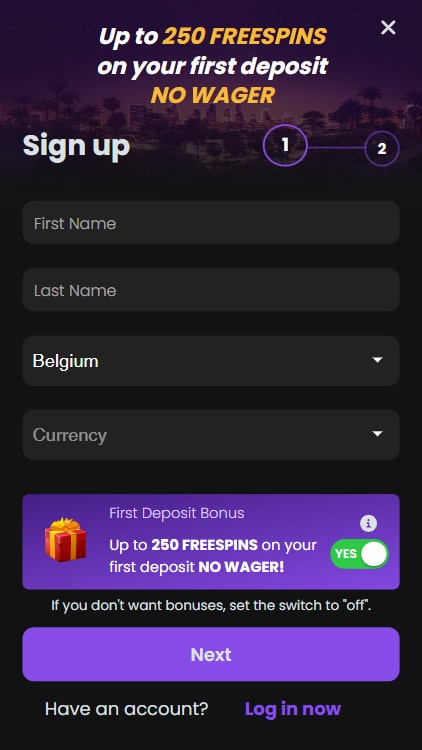 Up to 250 FREESPINS
on your first deposit
NO WAGER
Sign up
1
2
First Name
Last Name
Belgium
Currency
First Deposit Bonus
Up to 250 FREESPINS on your
first deposit NO WAGER!
YES
If you don't want bonuses, set the switch to "off".
Next
Have an account? Log in now